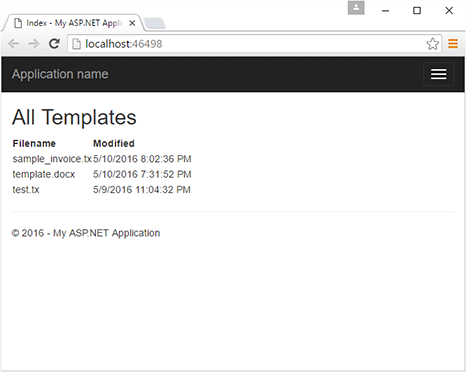 Index - My ASP.NET Appli
localhost:46498
Application name
All Templates
Filename Modified
sample_invoice.tx 5/10/2016 8:02:36 PM
template.docx 5/10/2016 7:31:52 PM
test.tx 5/9/2016 11:04:32 PM
© 2016 - My ASP.NET Application